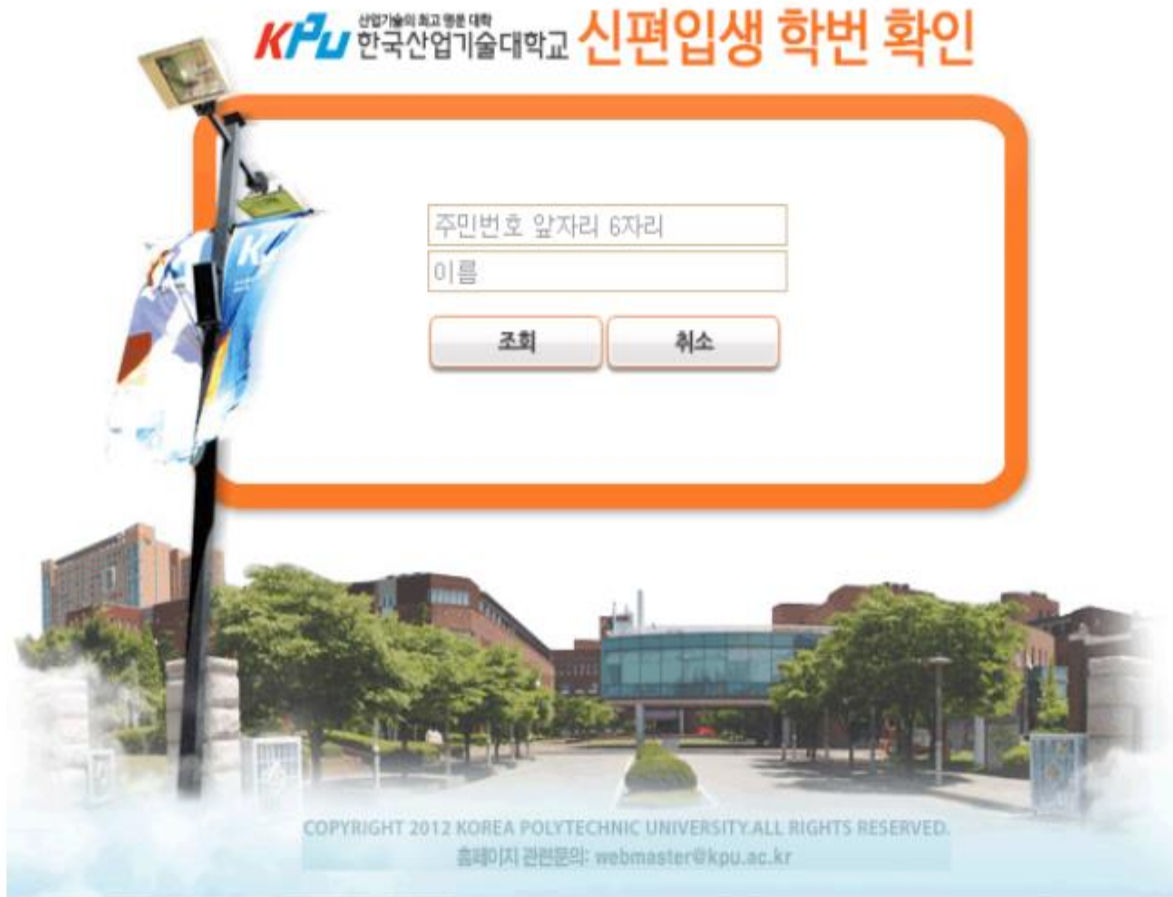 산업기술의 최고 명문 대학
KPU 한국산업기술대학교 신편입생 학번 확인
주민번호 앞자리 6자리
이름
조회 취소
COPYRIGHT 2012 KOREA POLYTECHNIC UNIVERSITY.ALL RIGHTS RESERVED.
홈페이지 관련문의: webmaster@kpu.ac.kr